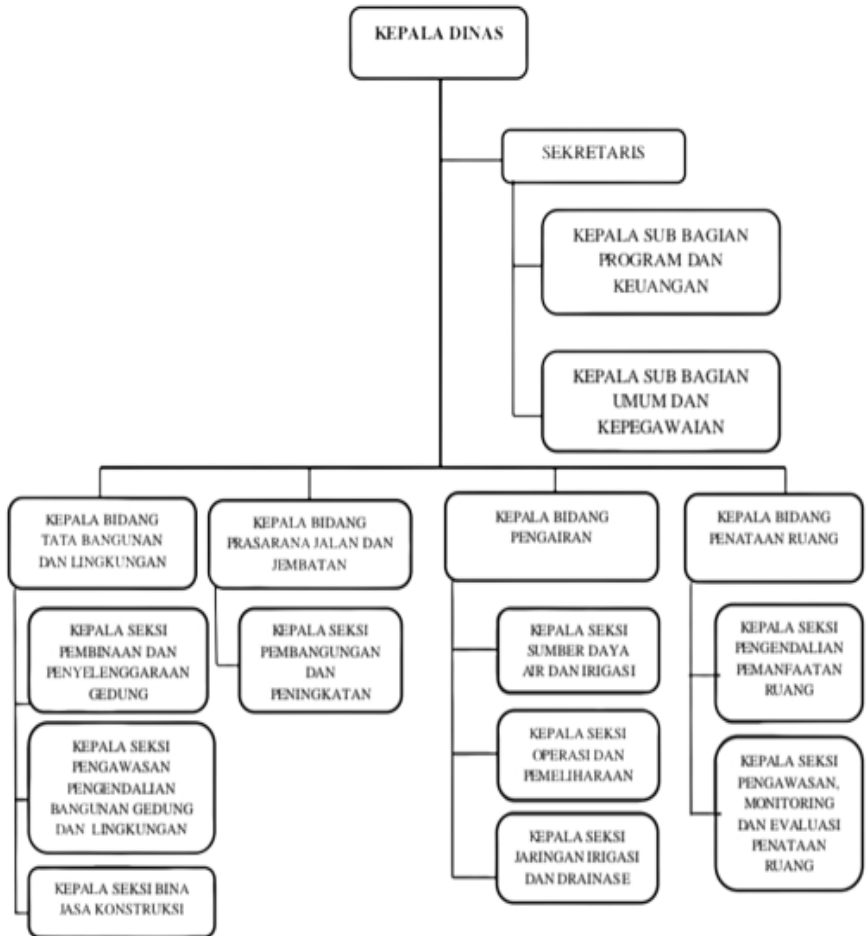 KEPALA DINAS
SEKRETARIS
KEPALA SUB BAGIAN
PROGRAM DAN
KEUANGAN
KEPALA SUB BAGIAN
UMUM DAN
KEPEGAWAIAN
KEPALA BIDANG
TATA BANGUNAN
DAN LINGKUNGAN
KEPALA SEKSI
PEMBINAAN DAN
PENYELENGGARAAN
GEDUNG
KEPALA SEKSI
PENGAWASAN
PENGENDALIAN
BANGUNAN GEDUNG
DAN LINGKUNGAN
KEPALA SEKSI BINA
JASA KONSTRUKSI
KEPALA BIDANG
PRASARANA JALAN DAN
JEMBATAN
KEPALA SEKSI
PEMBANGUNGAN
DAN
PENINGKATAN
KEPALA BIDANG
PENGAIRAN
KEPALA SEKSI
SUMBER DAYA
AIR DAN IRIGASI
KEPALA SEKSI
OPERASI DAN
PEMELIHARAAN
KEPALA SEKSI
JARINGAN IRIGASI
DAN DRAINASE
KEPALA BIDANG
PENATAAN RUANG
KEPALA SEKSI
PENGENDALIAN
PEMANFAATAN
RUANG
KEPALA SEKSI
PENGAWASAN,
MONITORING
DAN EVALUASI
PENATAAN
RUANG